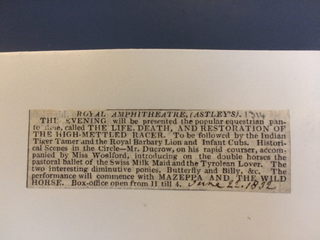 ROYAL AMPHITHEATRE, (ASTLEY'S).
THE EVENING will be presented the popular equestrian pan-
called THE LIFE, DEATH, AND RESTORATION OF
THE HIGH-METTLED RACER. To be followed by the Indian
Tiger Tamer and the Royal Barbary Lion and Infant Cubs. Histori-
cal Scenes in the Circle—Mr. Ducrow, on his rapid courser, accom-
panied by Miss Woolford, introducing on the double horses the
pastoral ballet of the Swiss Milk Maid and the Tyrolean Lover. The
two interesting diminutive ponies, Butterfly and Billy, &c. The
performance will commence with MAZEPPA AND THE WILD
HORSE. Box-office open from 11 till 4. June 22. 1832